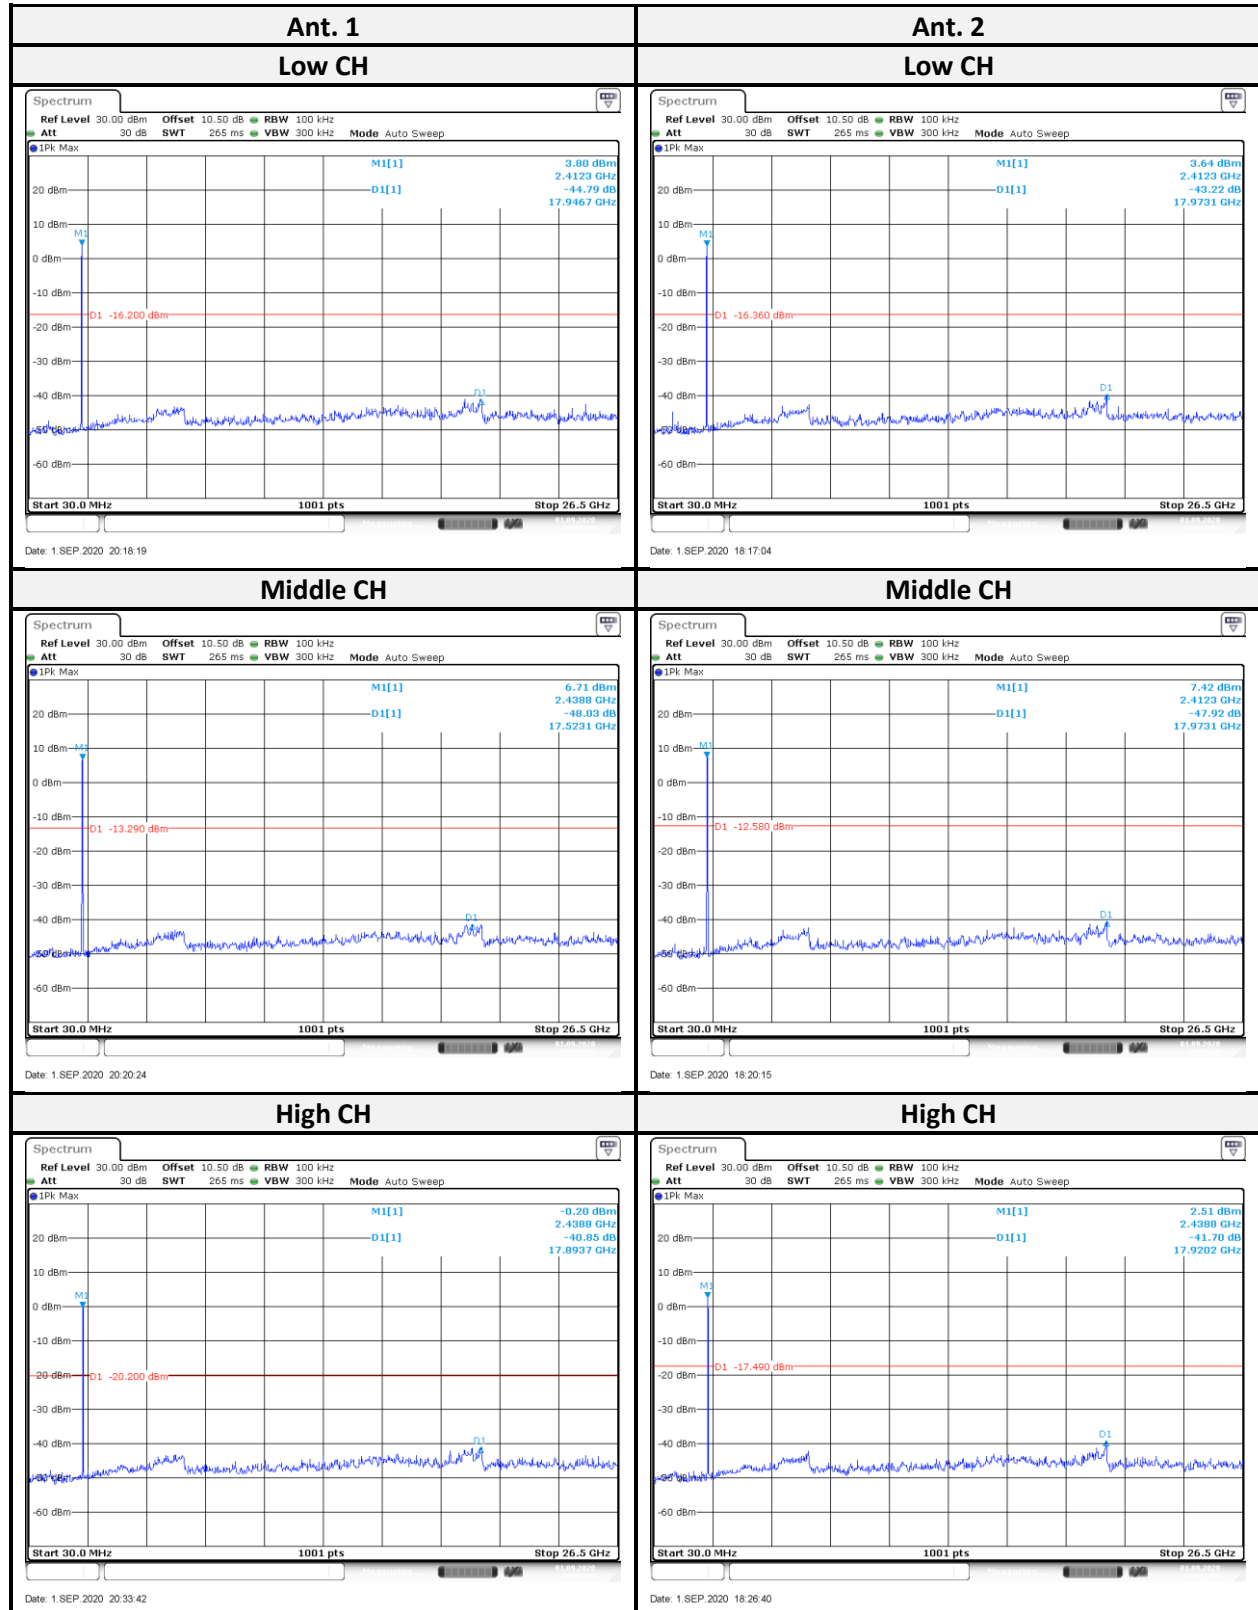 Ant. 1
Ant. 2
Low CH
Low CH
Spectrum
Ref Level 30.00 dBm Offset 10.50 dB RBW 100 kHz
Att 30 dB SWT 265 ms VBW 300 kHz Mode Auto Sweep
1Pk Max
M1[1] 3.80 dBm
2.4123 GHz
D1[1] -44.79 dB
17.9467 GHz
20 dBm
10 dBm
M1
0 dBm
-10 dBm
D1 -16.200 dBm
-20 dBm
-30 dBm
-40 dBm
D1
-50 dBm
-60 dBm
Start 30.0 MHz 1001 pts Stop 26.5 GHz
Date: 1.SEP.2020 20:18:19
Spectrum
Ref Level 30.00 dBm Offset 10.50 dB RBW 100 kHz
Att 30 dB SWT 265 ms VBW 300 kHz Mode Auto Sweep
1Pk Max
M1[1] 3.64 dBm
2.4123 GHz
D1[1] -43.22 dB
17.9731 GHz
20 dBm
10 dBm
M1
0 dBm
-10 dBm
D1 -16.360 dBm
-20 dBm
-30 dBm
-40 dBm
D1
-50 dBm
-60 dBm
Start 30.0 MHz 1001 pts Stop 26.5 GHz
Date: 1.SEP.2020 18:17:04
Middle CH
Middle CH
Spectrum
Ref Level 30.00 dBm Offset 10.50 dB RBW 100 kHz
Att 30 dB SWT 265 ms VBW 300 kHz Mode Auto Sweep
1Pk Max
M1[1] 6.71 dBm
2.4388 GHz
D1[1] -48.03 dB
17.5231 GHz
20 dBm
10 dBm
M1
0 dBm
-10 dBm
D1 -13.290 dBm
-20 dBm
-30 dBm
-40 dBm
D1
-50 dBm
-60 dBm
Start 30.0 MHz 1001 pts Stop 26.5 GHz
Date: 1.SEP.2020 20:20:24
Spectrum
Ref Level 30.00 dBm Offset 10.50 dB RBW 100 kHz
Att 30 dB SWT 265 ms VBW 300 kHz Mode Auto Sweep
1Pk Max
M1[1] 7.42 dBm
2.4123 GHz
D1[1] -47.92 dB
17.9731 GHz
20 dBm
10 dBm
M1
0 dBm
-10 dBm
D1 -12.580 dBm
-20 dBm
-30 dBm
-40 dBm
D1
-50 dBm
-60 dBm
Start 30.0 MHz 1001 pts Stop 26.5 GHz
Date: 1.SEP.2020 18:20:15
High CH
High CH
Spectrum
Ref Level 30.00 dBm Offset 10.50 dB RBW 100 kHz
Att 30 dB SWT 265 ms VBW 300 kHz Mode Auto Sweep
1Pk Max
M1[1] -0.20 dBm
2.4388 GHz
D1[1] -40.85 dB
17.8937 GHz
20 dBm
10 dBm
M1
0 dBm
-10 dBm
-20 dBm
D1 -20.200 dBm
-30 dBm
-40 dBm
D1
-50 dBm
-60 dBm
Start 30.0 MHz 1001 pts Stop 26.5 GHz
Date: 1.SEP.2020 20:33:42
Spectrum
Ref Level 30.00 dBm Offset 10.50 dB RBW 100 kHz
Att 30 dB SWT 265 ms VBW 300 kHz Mode Auto Sweep
1Pk Max
M1[1] 2.51 dBm
2.4388 GHz
D1[1] -41.70 dB
17.9202 GHz
20 dBm
10 dBm
M1
0 dBm
-10 dBm
D1 -17.490 dBm
-20 dBm
-30 dBm
-40 dBm
D1
-50 dBm
-60 dBm
Start 30.0 MHz 1001 pts Stop 26.5 GHz
Date: 1.SEP.2020 18:26:40